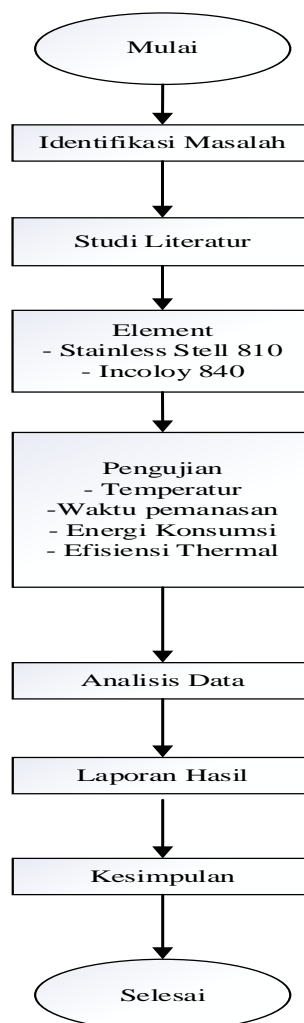 Mulai
Identifikasi Masalah
Studi Literatur
Element
- Stainless Stell 810
- Incoloy 840
Pengujian
- Temperatur
-Waktu pemanasan
- Energi Konsumsi
- Efisiensi Thermal
Analisis Data
Laporan Hasil
Kesimpulan
Selesai